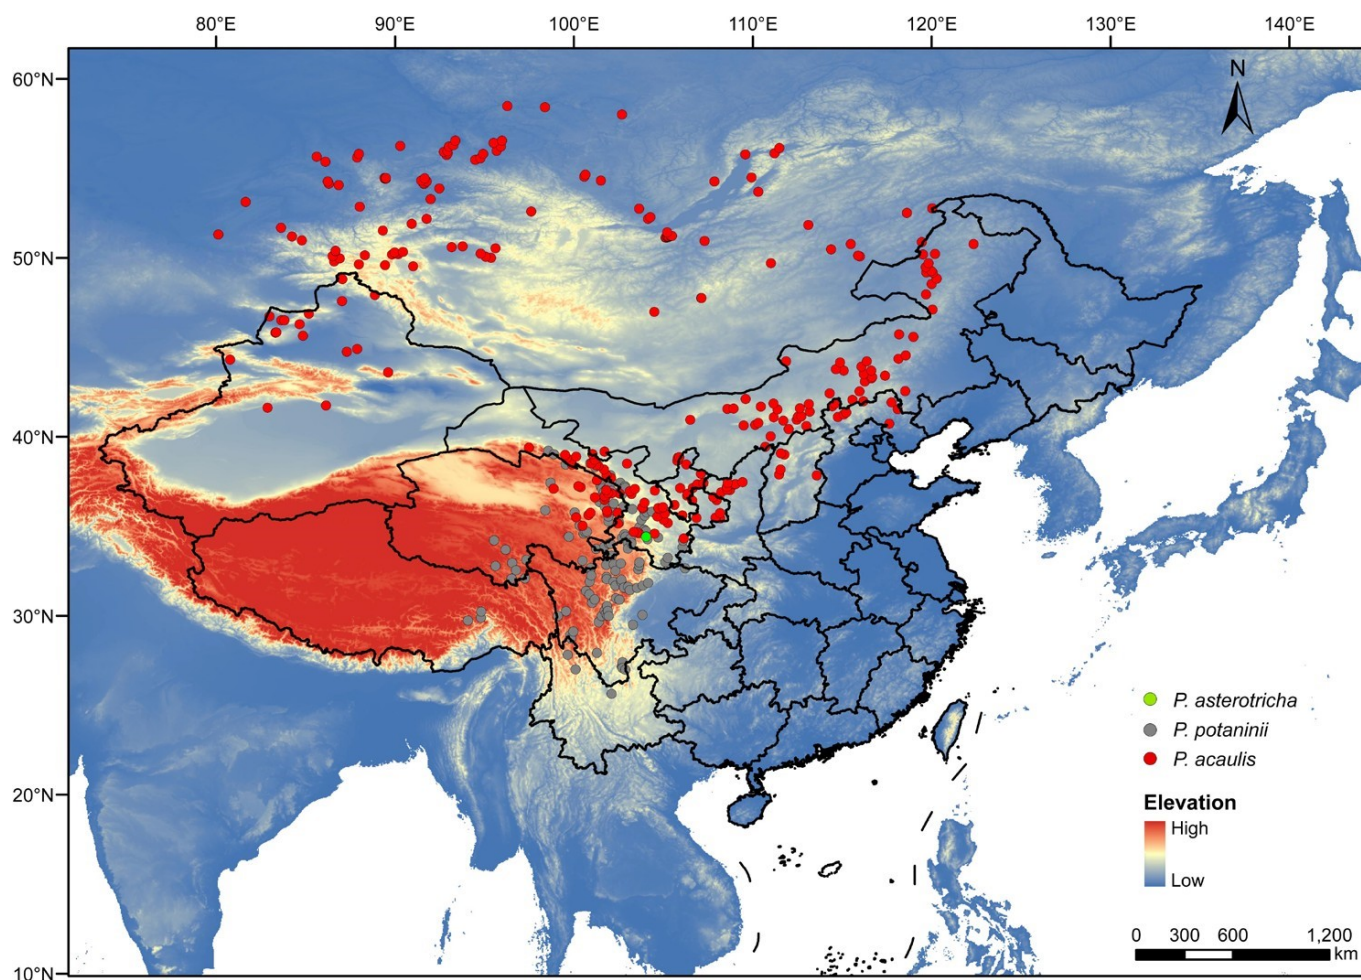 80°E 90°E 100°E 110°E 120°E 130°E 140°E
60°N
N
50°N
40°N
30°N
20°N
10°N
P. asterotricha
P. potaninii
P. acaulis
Elevation
High
Low
0 300 600 1,200
km